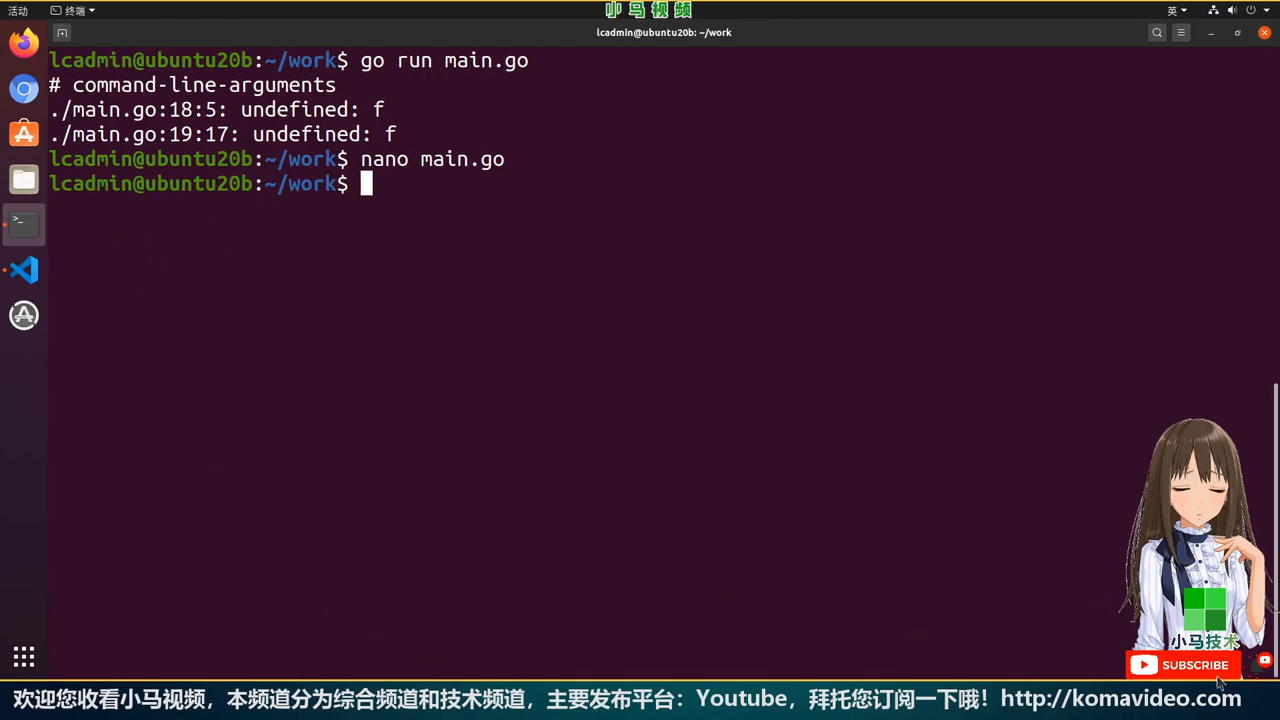 活动
终端
小马视频
英
lcadmin@ubuntu20b: ~/work
lcadmin@ubuntu20b:~/work$ go run main.go
# command-line-arguments
./main.go:18:5: undefined: f
./main.go:19:17: undefined: f
lcadmin@ubuntu20b:~/work$ nano main.go
lcadmin@ubuntu20b:~/work$
小马技术
SUBSCRIBE
欢迎您收看小马视频，本频道分为综合频道和技术频道，主要发布平台：Youtube，拜托您订阅一下哦！http://komavideo.com